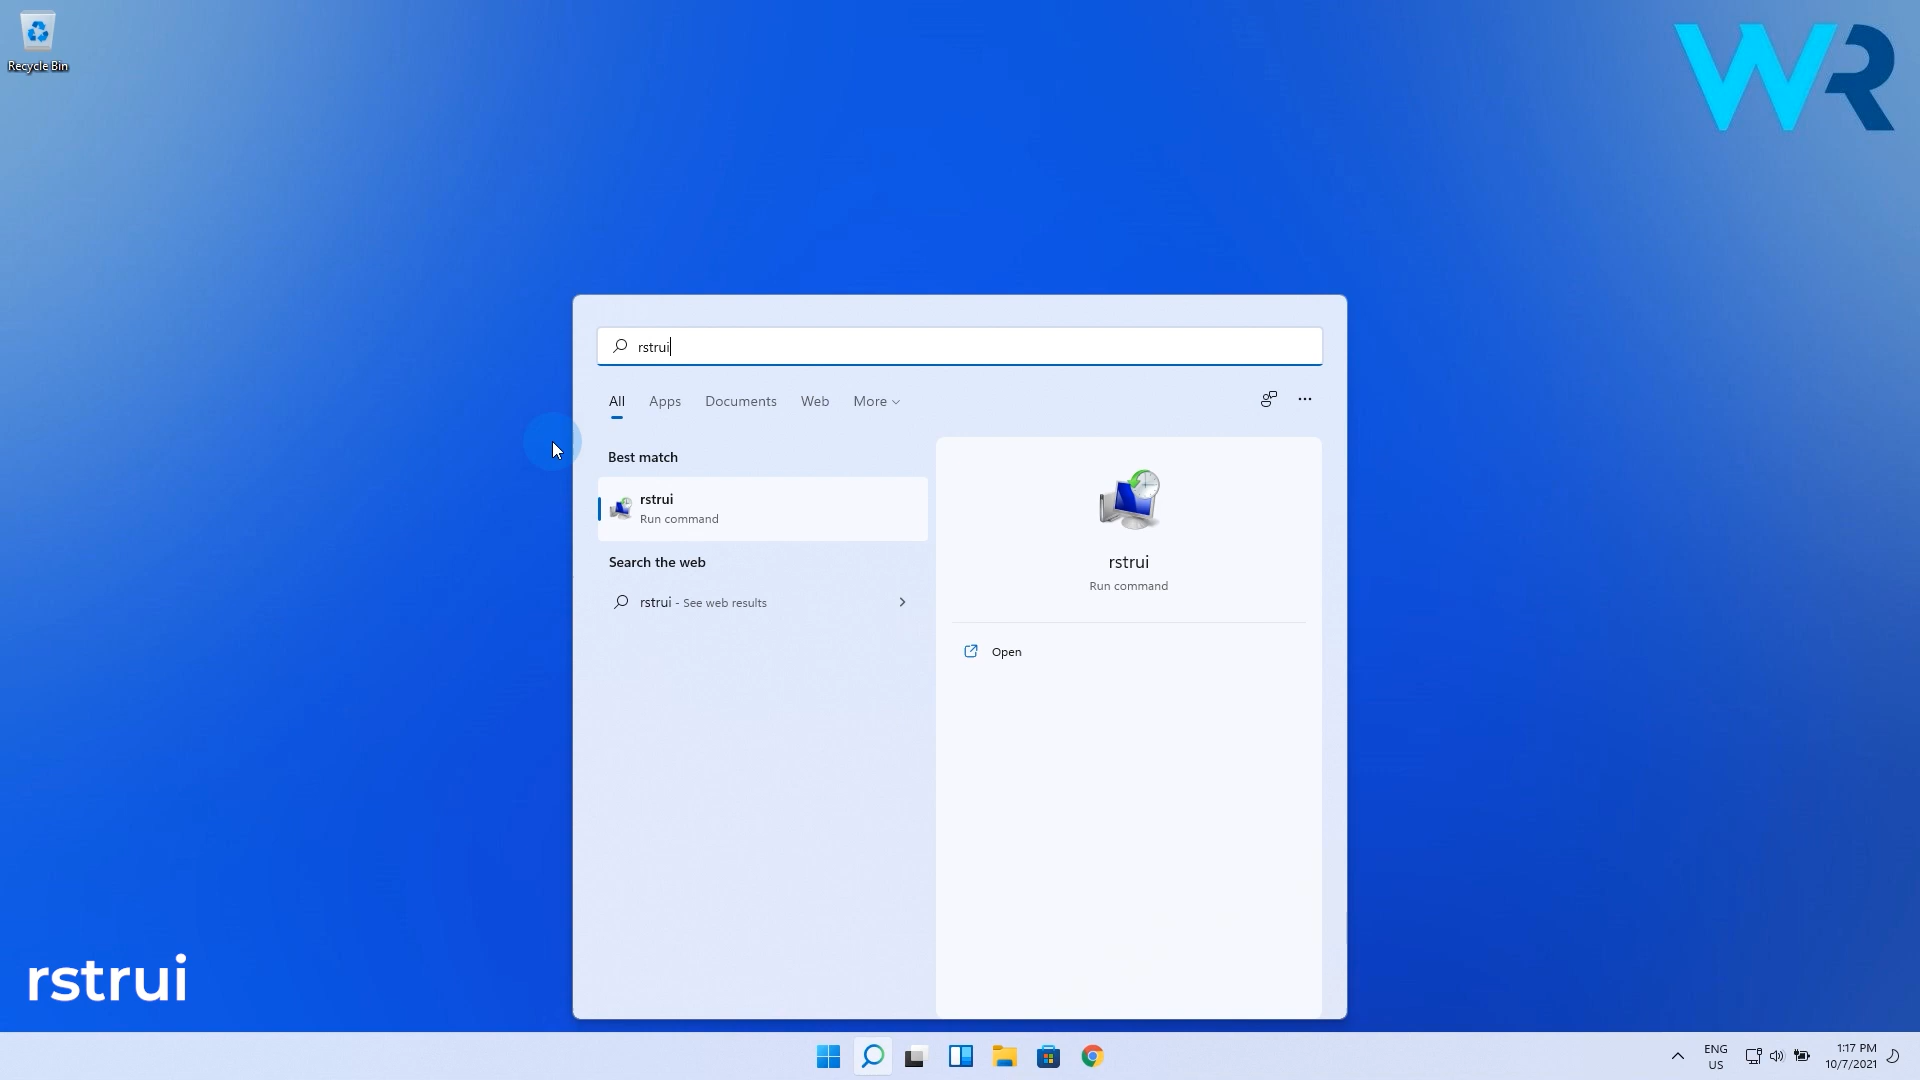 Recycle Bin
WR
rstrui
All Apps Documents Web More
Best match
rstrui
Run command
Search the web
rstrui - See web results
rstrui
Run command
Open
rstrui
ENG
US
1:17 PM
10/7/2021